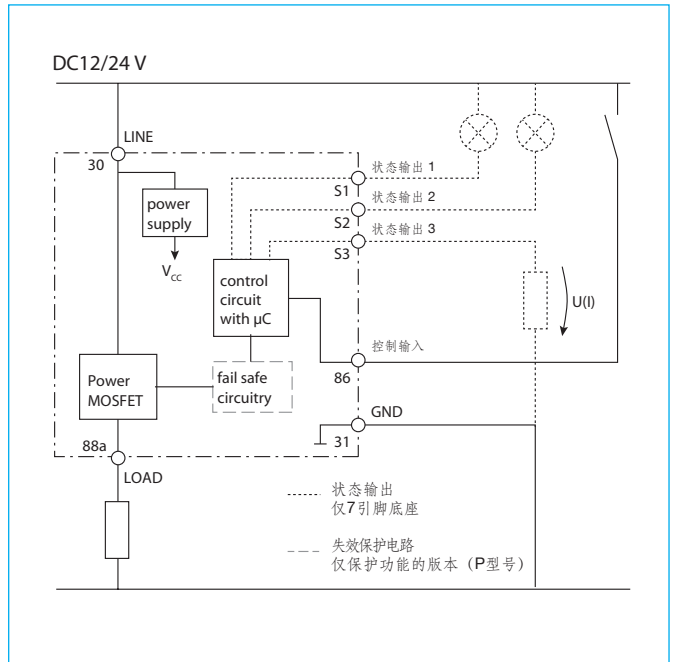 DC12/24 V
LINE
30
状态输出 1
S1
状态输出 2
S2
状态输出 3
S3
power
supply
VCC
control
circuit
with µC
U(I)
控制输入
86
Power
MOSFET
fail safe
circuitry
GND
31
88a
LOAD
状态输出
仅7引脚底座
失效保护电路
仅保护功能的版本（P型号）